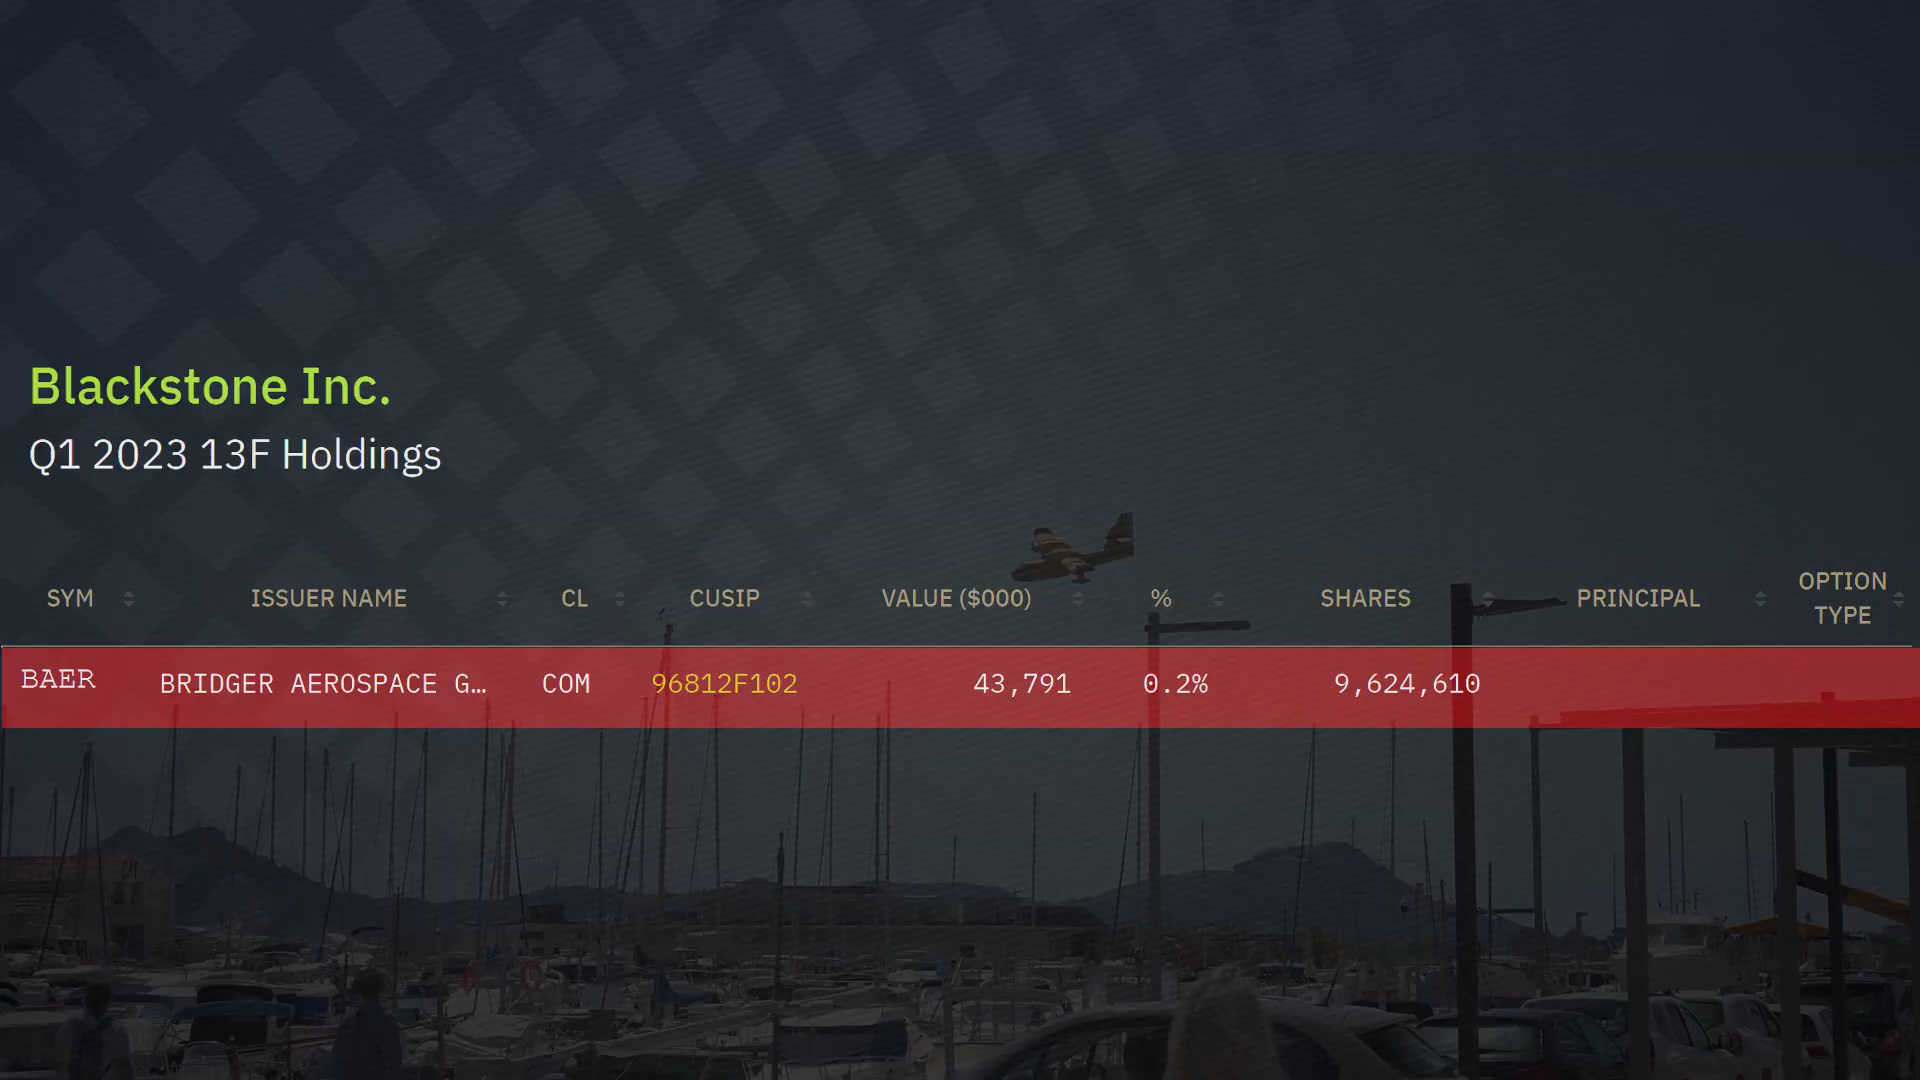 Blackstone Inc.
Q1 2023 13F Holdings
SYM ISSUER NAME CL CUSIP VALUE ($000) % SHARES PRINCIPAL OPTION TYPE
BAER BRIDGER AEROSPACE G… COM 96812F102 43,791 0.2% 9,624,610